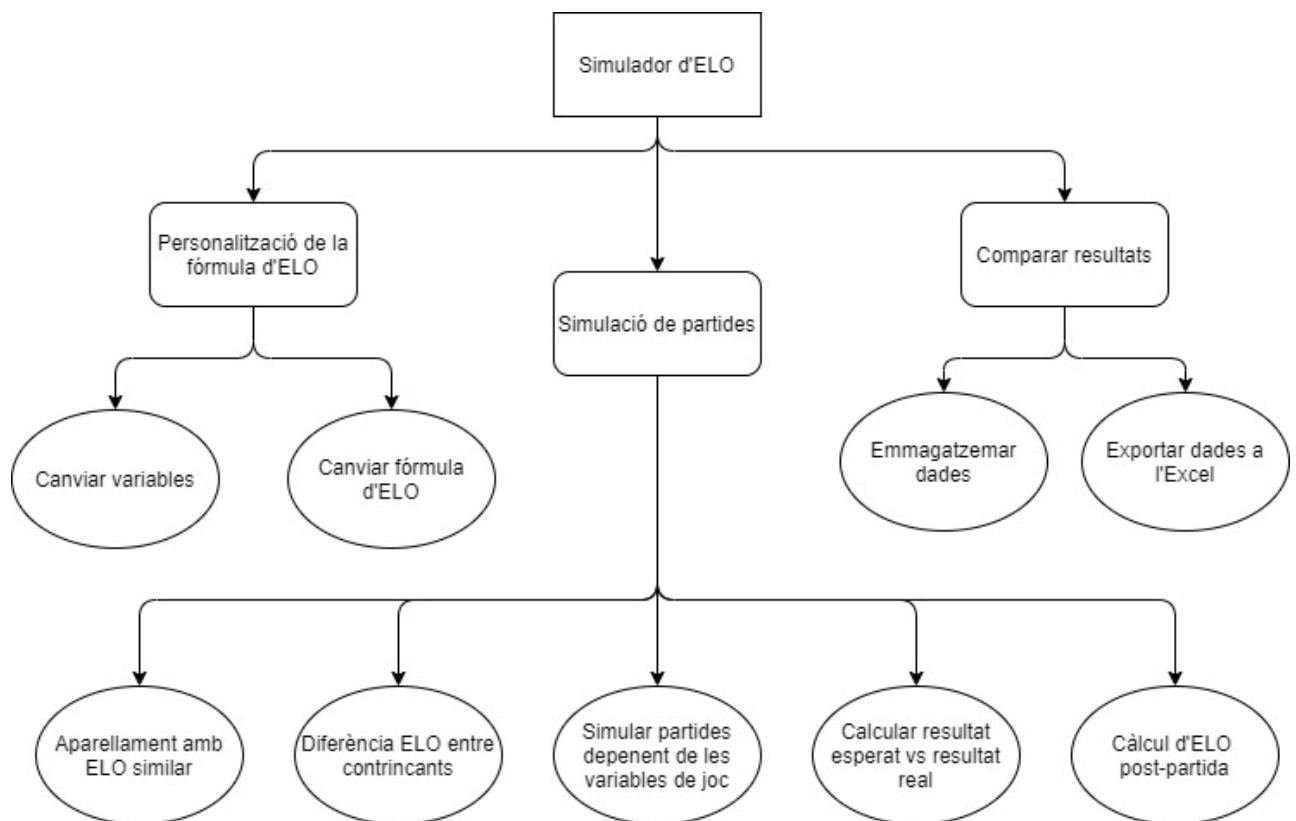 Simulador d'ELO
Personalització de la
fórmula d'ELO
Simulació de partides
Comparar resultats
Canviar variables
Canviar fórmula
d'ELO
Emmagatzemar
dades
Exportar dades a
l'Excel
Aparellament amb
ELO similar
Diferència ELO entre
contrincants
Simular partides
depenent de les
variables de joc
Calcular resultat
esperat vs resultat
real
Càlcul d'ELO
post-partida